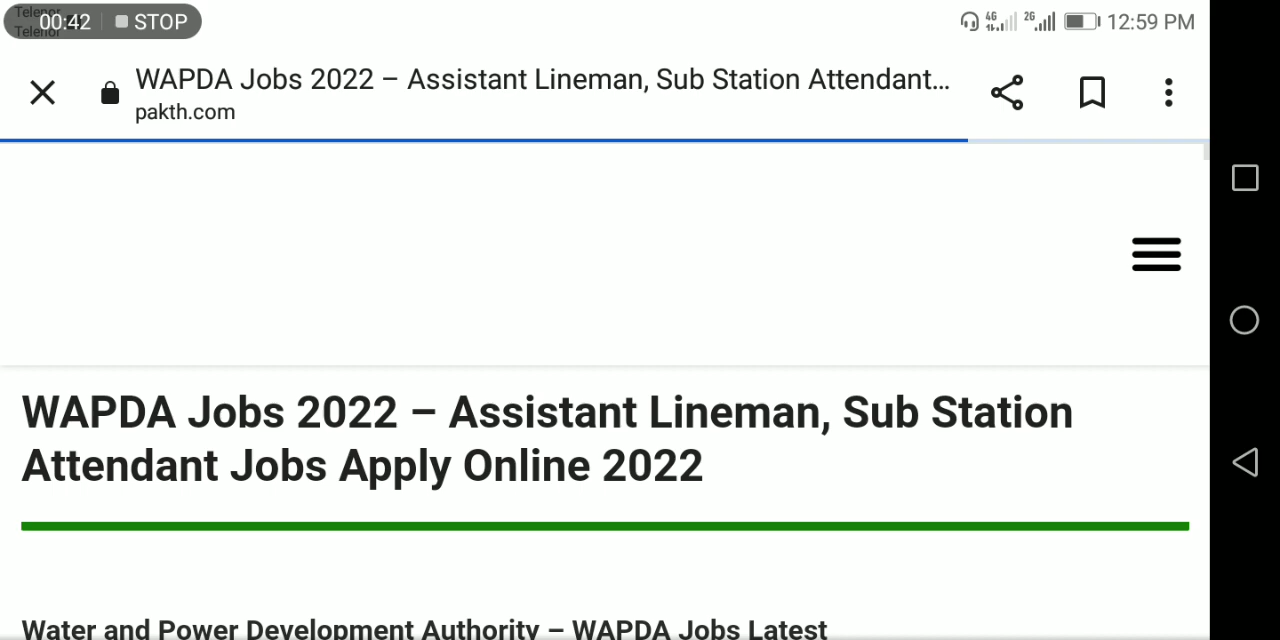 Telenor
00:42 STOP
Telenor
4G 2G 12:59 PM
WAPDA Jobs 2022 – Assistant Lineman, Sub Station Attendant...
pakth.com
WAPDA Jobs 2022 – Assistant Lineman, Sub Station
Attendant Jobs Apply Online 2022
Water and Power Development Authority – WAPDA Jobs Latest